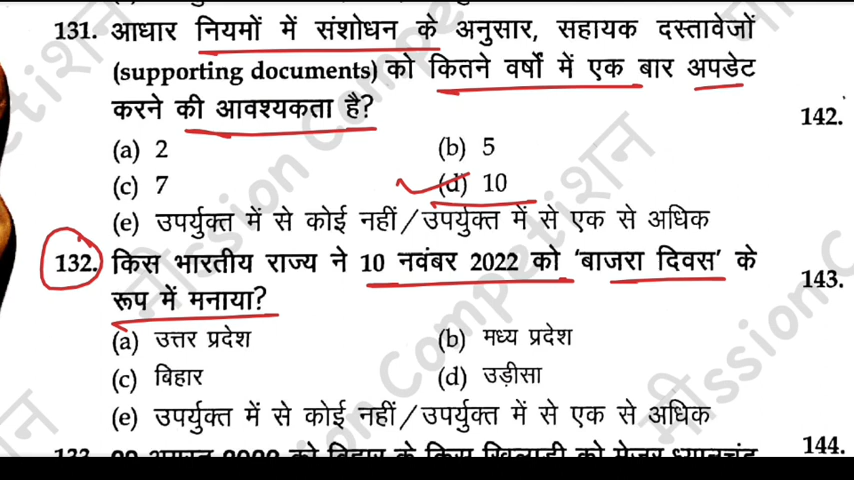 131. आधार नियमों में संशोधन के अनुसार, सहायक दस्तावेजों
(supporting documents) को कितने वर्षों में एक बार अपडेट
करने की आवश्यकता है?
(a) 2 (b) 5
(c) 7 (d) 10
(e) उपर्युक्त में से कोई नहीं/उपर्युक्त में से एक से अधिक
132. किस भारतीय राज्य ने 10 नवंबर 2022 को 'बाजरा दिवस' के
रूप में मनाया?
(a) उत्तर प्रदेश (b) मध्य प्रदेश
(c) बिहार (d) उड़ीसा
(e) उपर्युक्त में से कोई नहीं/उपर्युक्त में से एक से अधिक
142.
143.
144.
मीssion Competiशन